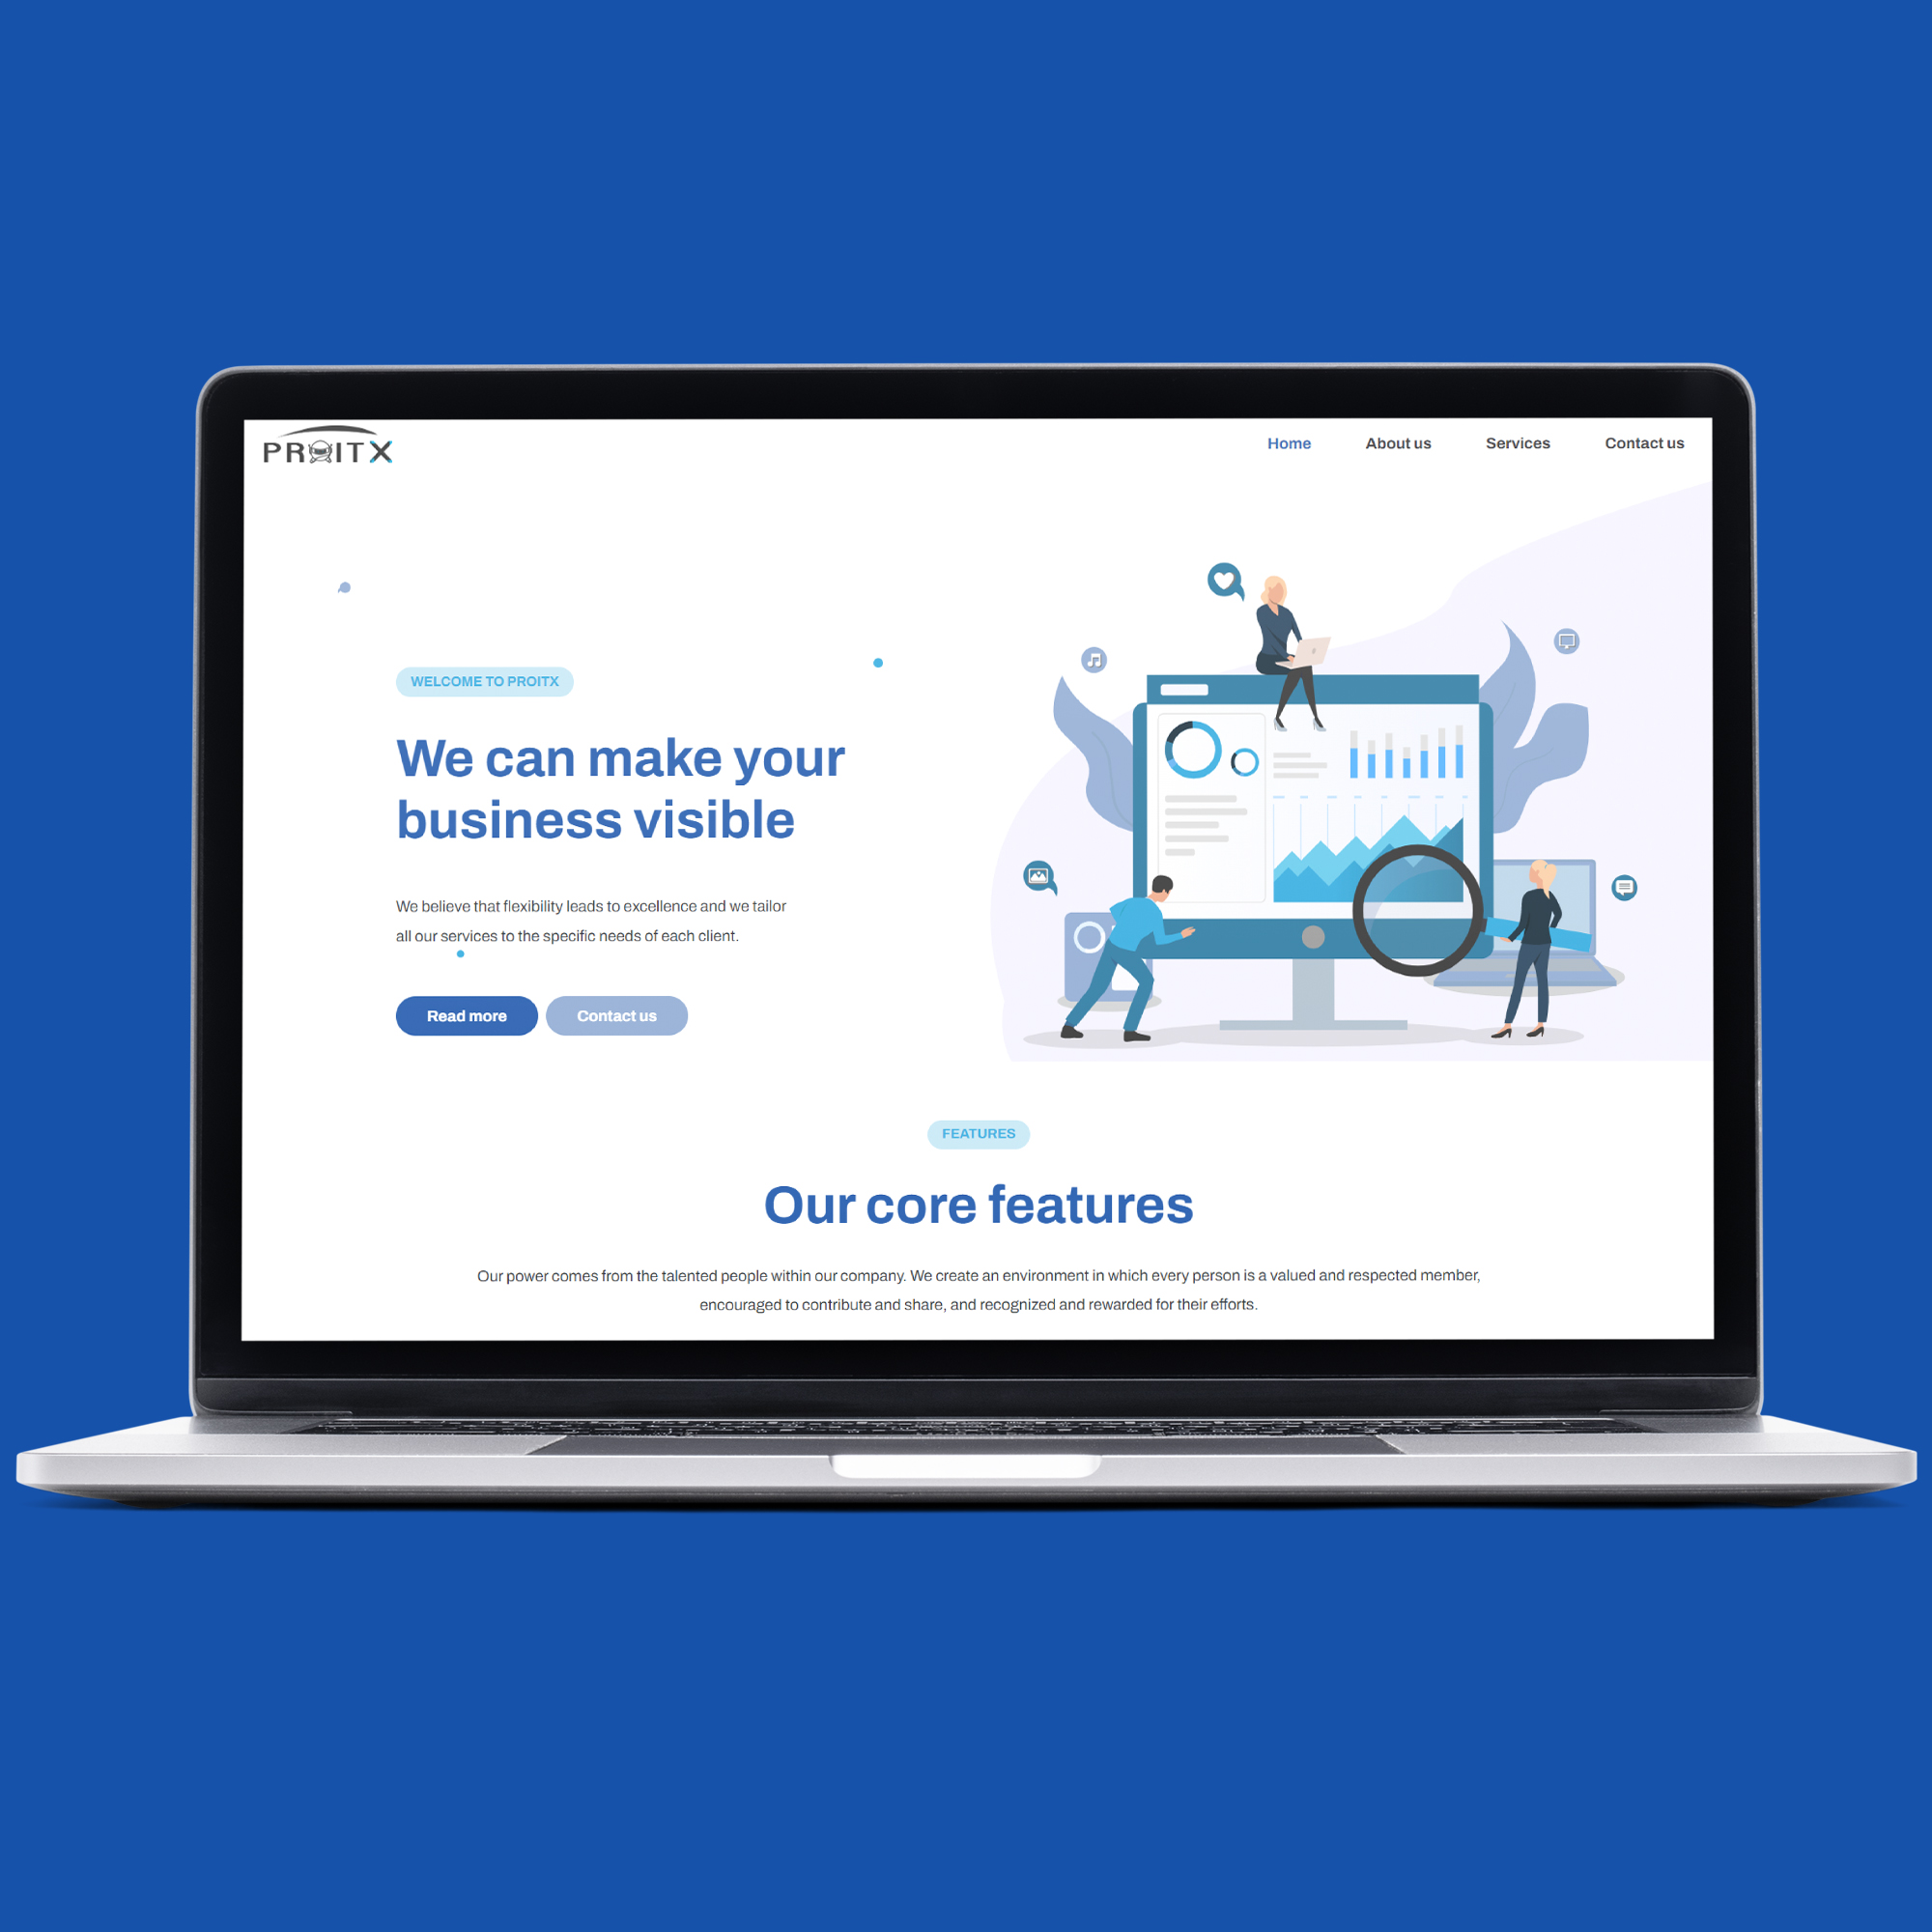 PROITX
Home About us Services Contact us
WELCOME TO PROITX
We can make your
business visible
We believe that flexibility leads to excellence and we tailor
all our services to the specific needs of each client.
Read more Contact us
FEATURES
Our core features
Our power comes from the talented people within our company. We create an environment in which every person is a valued and respected member,
encouraged to contribute and share, and recognized and rewarded for their efforts.